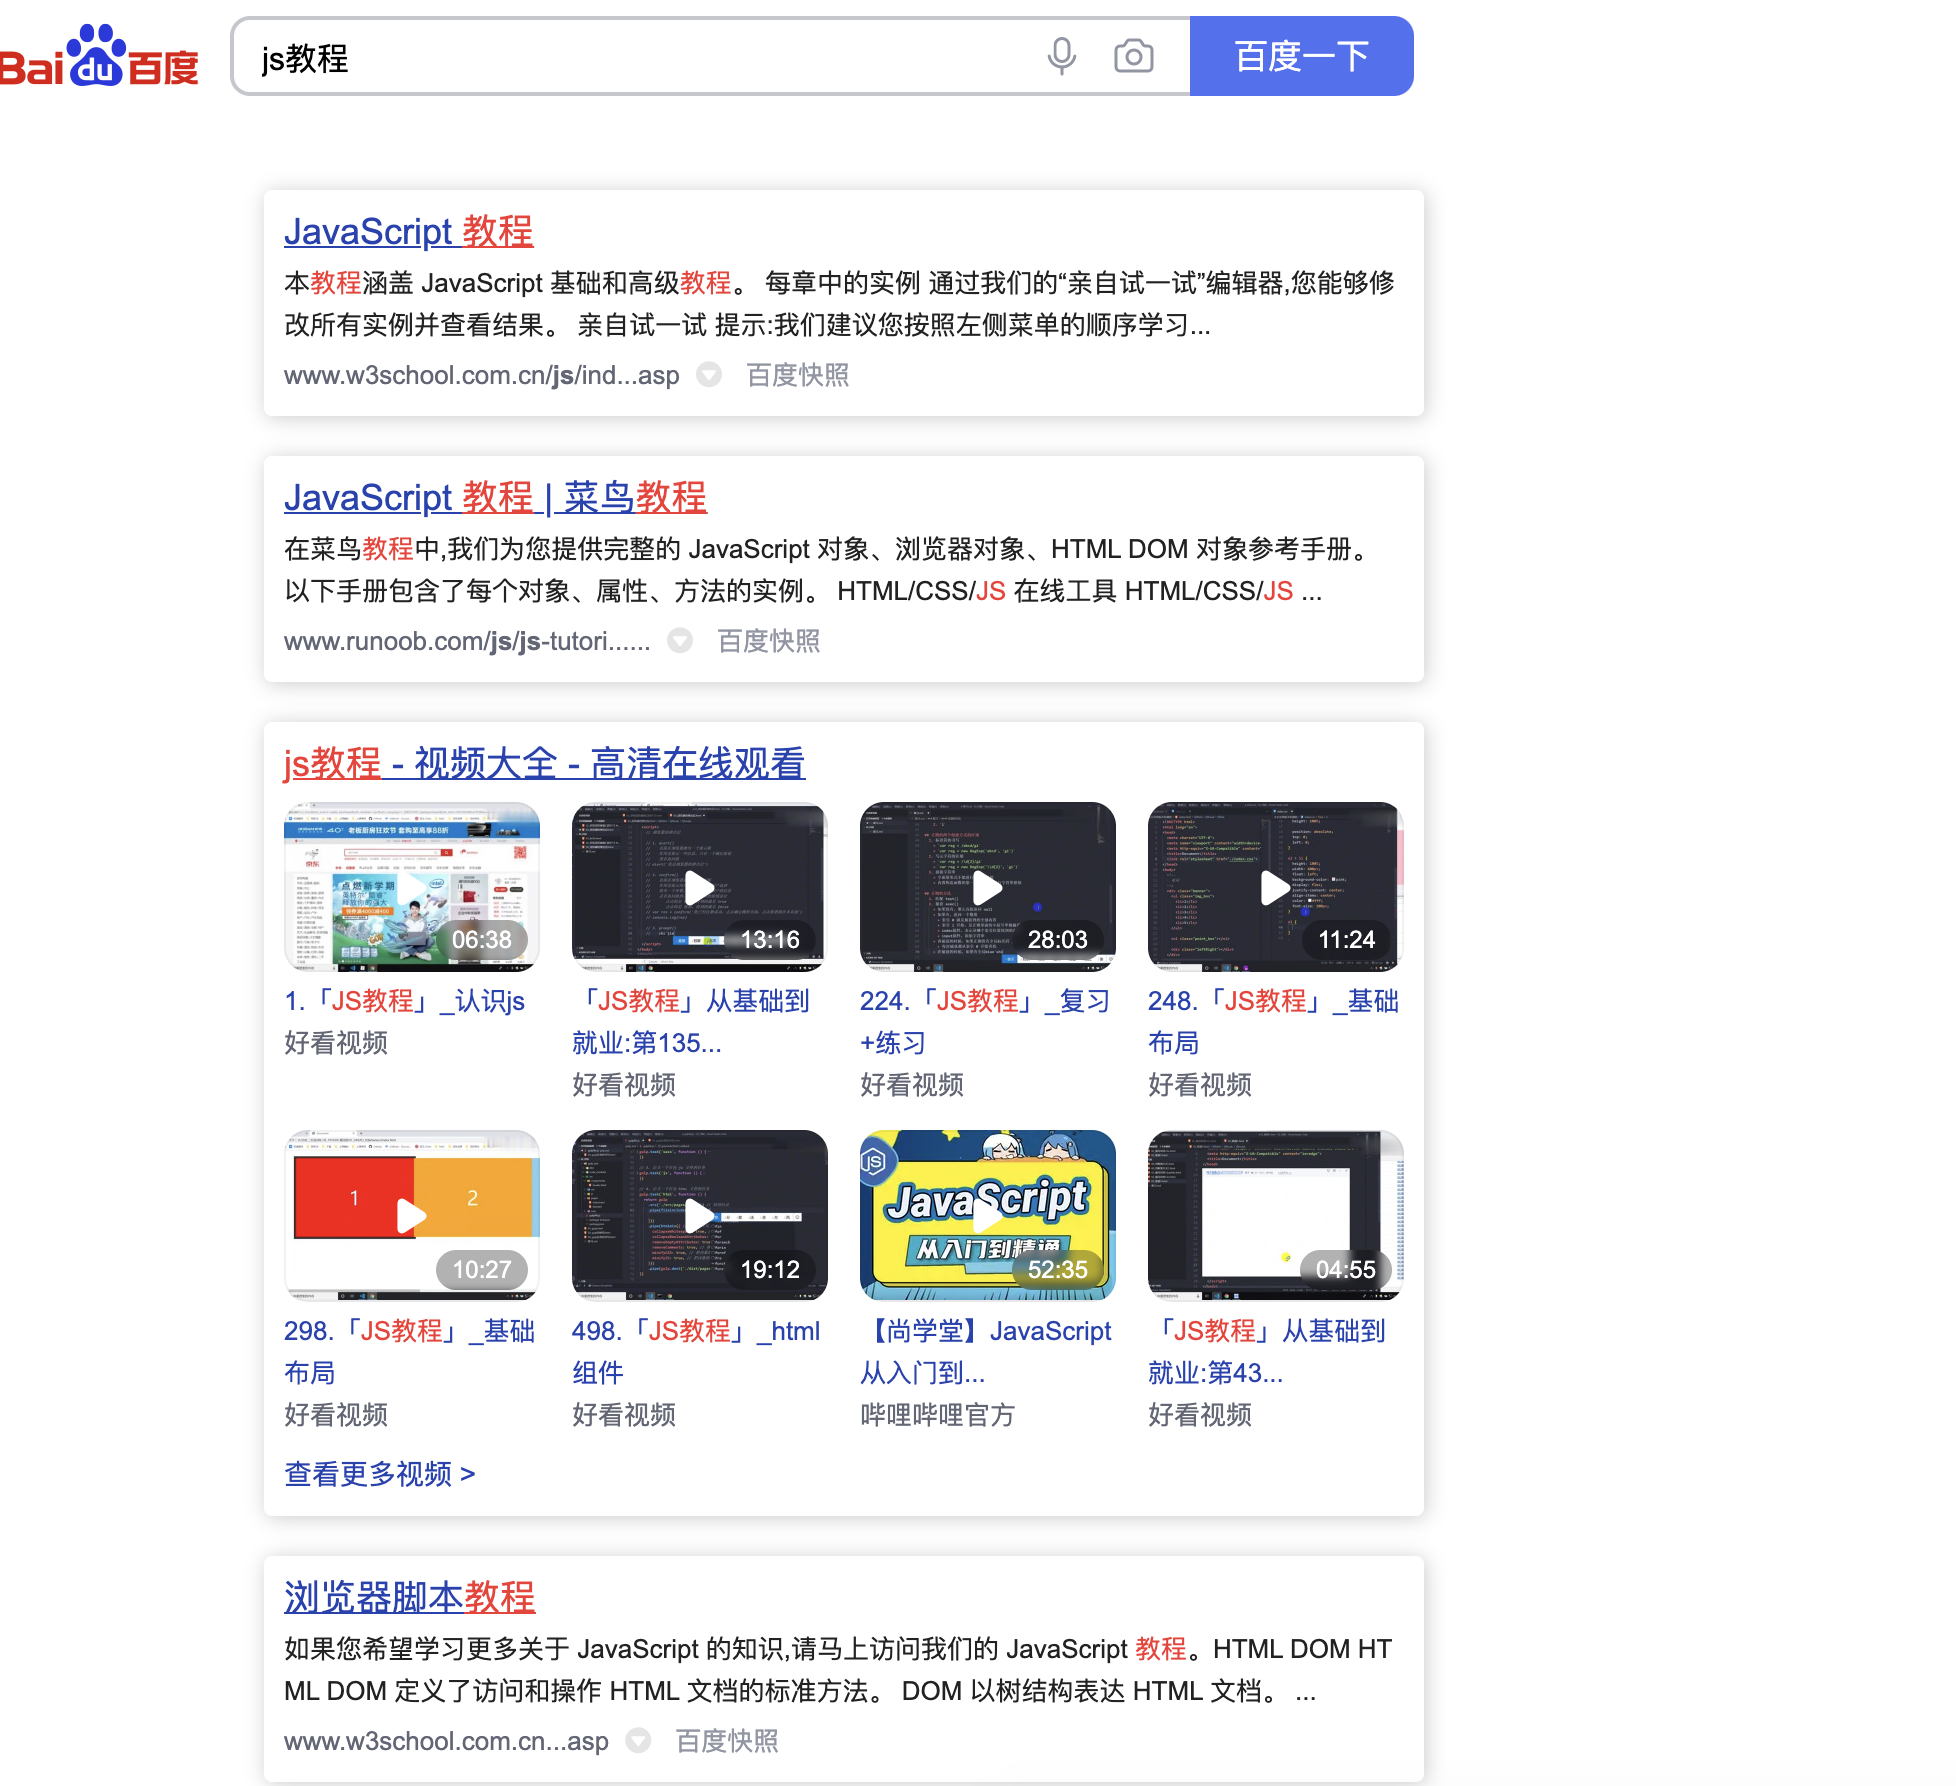 Bai du 百度
js教程
百度一下
JavaScript 教程
本教程涵盖 JavaScript 基础和高级教程。 每章中的实例 通过我们的“亲自试一试”编辑器,您能够修
改所有实例并查看结果。 亲自试一试 提示:我们建议您按照左侧菜单的顺序学习...
www.w3school.com.cn/js/ind...asp 百度快照
JavaScript 教程 | 菜鸟教程
在菜鸟教程中,我们为您提供完整的 JavaScript 对象、浏览器对象、HTML DOM 对象参考手册。
以下手册包含了每个对象、属性、方法的实例。 HTML/CSS/JS 在线工具 HTML/CSS/JS ...
www.runoob.com/js/js-tutori...... 百度快照
js教程 - 视频大全 - 高清在线观看
点燃新学期
06:38
13:16
28:03
11:24
1.「JS教程」_认识js
好看视频
「JS教程」从基础到
就业:第135...
好看视频
224.「JS教程」_复习
+练习
好看视频
248.「JS教程」_基础
布局
好看视频
1
2
10:27
19:12
JS
JavaScript
从入门到精通
52:35
04:55
298.「JS教程」_基础
布局
好看视频
498.「JS教程」_html
组件
好看视频
【尚学堂】JavaScript
从入门到...
哔哩哔哩官方
「JS教程」从基础到
就业:第43...
好看视频
查看更多视频 >
浏览器脚本教程
如果您希望学习更多关于 JavaScript 的知识,请马上访问我们的 JavaScript 教程。HTML DOM HT
ML DOM 定义了访问和操作 HTML 文档的标准方法。 DOM 以树结构表达 HTML 文档。 ...
www.w3school.com.cn...asp 百度快照